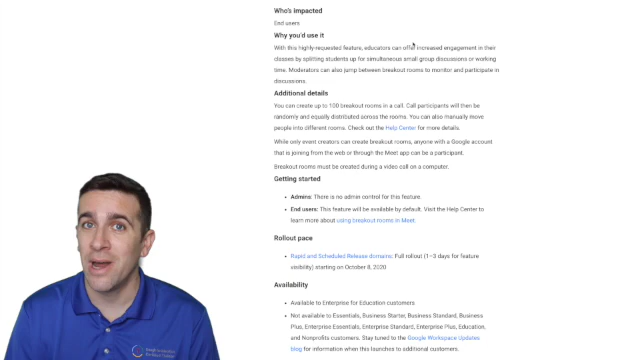 Who's impacted
End users
Why you'd use it
With this highly-requested feature, educators can offer increased engagement in their
classes by splitting students up for simultaneous small group discussions or working
time. Moderators can also jump between breakout rooms to monitor and participate in
discussions.
Additional details
You can create up to 100 breakout rooms in a call. Call participants will then be
randomly and equally distributed across the rooms. You can also manually move
people into different rooms. Check out the Help Center for more details.
While only event creators can create breakout rooms, anyone with a Google account
that is joining from the web or through the Meet app can be a participant.
Breakout rooms must be created during a video call on a computer.
Getting started
• Admins: There is no admin control for this feature.
• End users: This feature will be available by default. Visit the Help Center to
learn more about using breakout rooms in Meet.
Rollout pace
• Rapid and Scheduled Release domains: Full rollout (1–3 days for feature
visibility) starting on October 8, 2020
Availability
• Available to Enterprise for Education customers
• Not available to Essentials, Business Starter, Business Standard, Business
Plus, Enterprise Essentials, Enterprise Standard, Enterprise Plus, Education,
and Nonprofits customers. Stay tuned to the Google Workspace Updates
blog for information when this launches to additional customers.